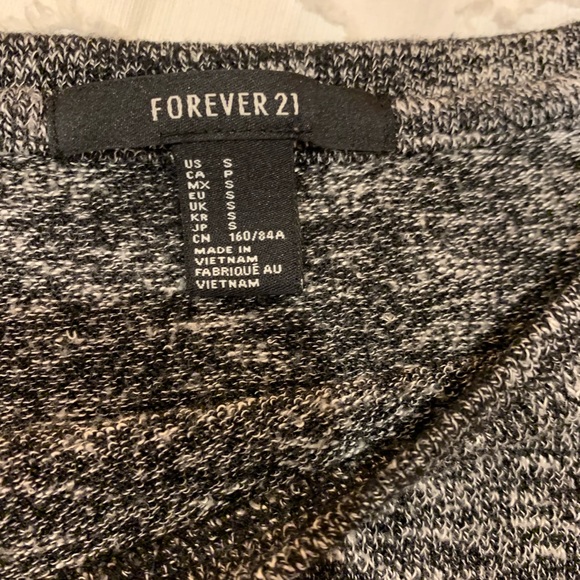 FOREVER 21
US S
CA P
MX S
EU S
UK S
KR S
JP S
CN 160/84A
MADE IN
VIETNAM
FABRIQUÉ AU
VIETNAM